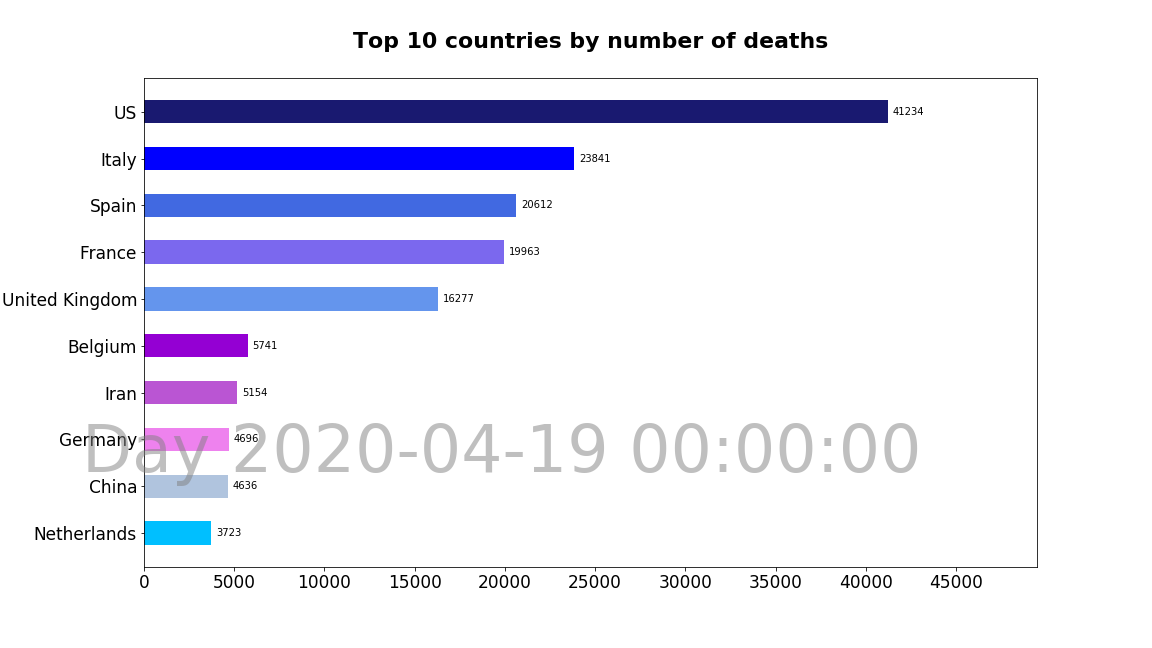 Top 10 countries by number of deaths
US 41234
Italy 23841
Spain 20612
France 19963
United Kingdom 16277
Belgium 5741
Iran 5154
Germany 4696
Day 2020-04-19 00:00:00
China 4636
Netherlands 3723
0 5000 10000 15000 20000 25000 30000 35000 40000 45000